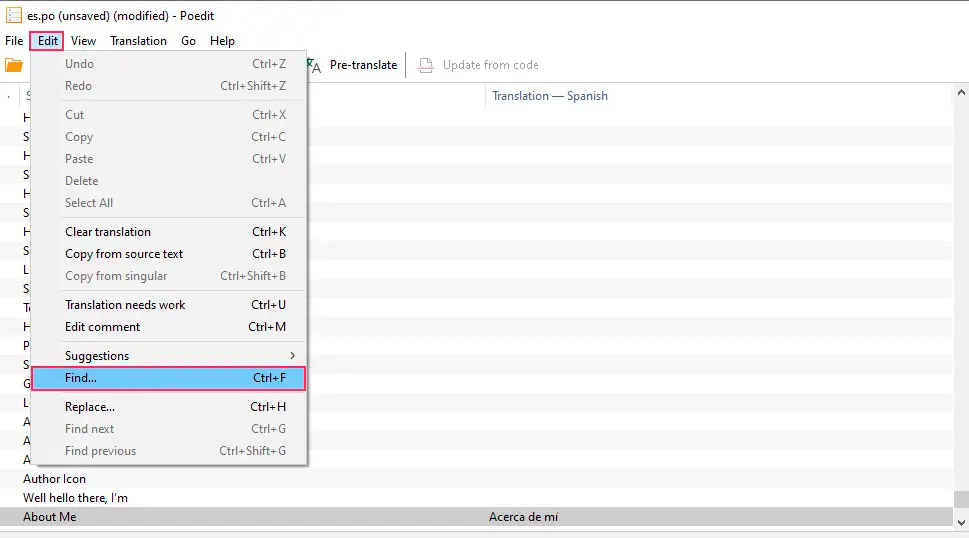 es.po (unsaved) (modified) - Poedit
File Edit View Translation Go Help
Pre-translate Update from code
Translation — Spanish
Undo Ctrl+Z
Redo Ctrl+Shift+Z
Cut Ctrl+X
Copy Ctrl+C
Paste Ctrl+V
Delete
Select All Ctrl+A
Clear translation Ctrl+K
Copy from source text Ctrl+B
Copy from singular Ctrl+Shift+B
Translation needs work Ctrl+U
Edit comment Ctrl+M
Suggestions
Find... Ctrl+F
Replace... Ctrl+H
Find next Ctrl+G
Find previous Ctrl+Shift+G
Author Icon
Well hello there, I'm
About Me Acerca de mí